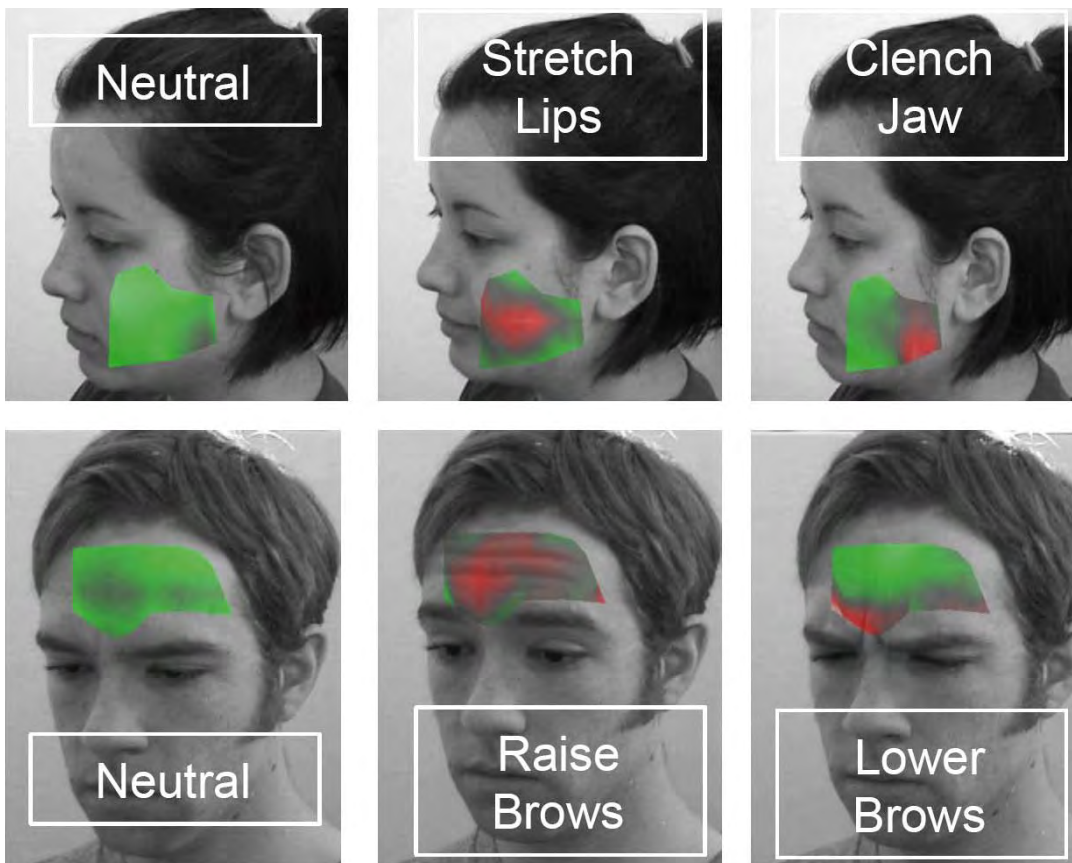 Neutral
Stretch
Lips
Clench
Jaw
Neutral
Raise
Brows
Lower
Brows